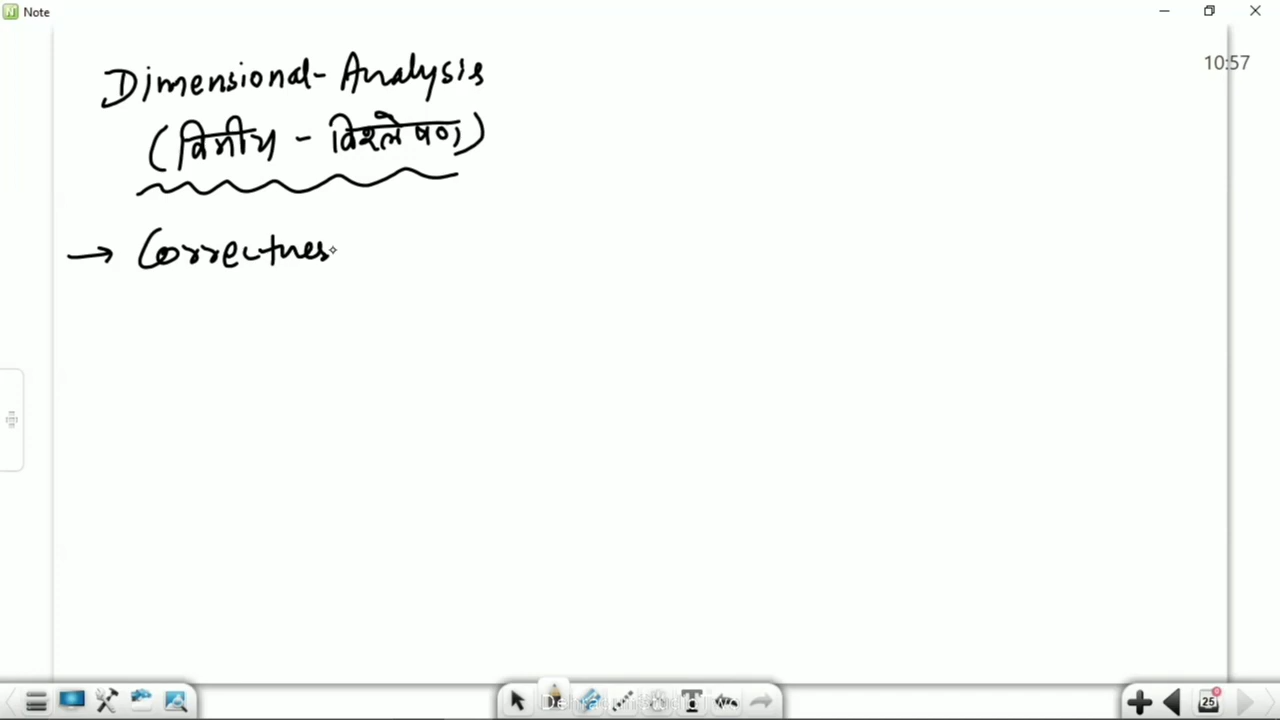 Note
10:57
Dimensional-Analysis
(विमीय - विश्लेषण)
→ Correctnes
25